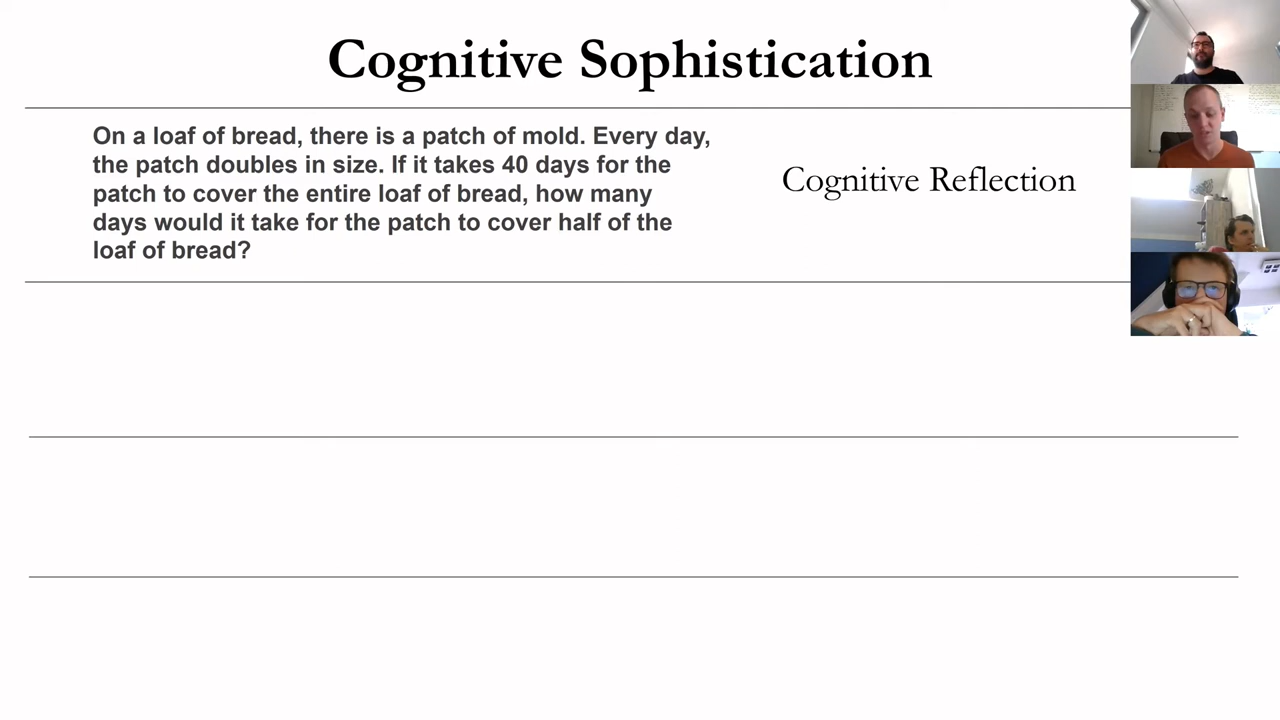 Cognitive Sophistication
On a loaf of bread, there is a patch of mold. Every day,
the patch doubles in size. If it takes 40 days for the
patch to cover the entire loaf of bread, how many
days would it take for the patch to cover half of the
loaf of bread?
Cognitive Reflection